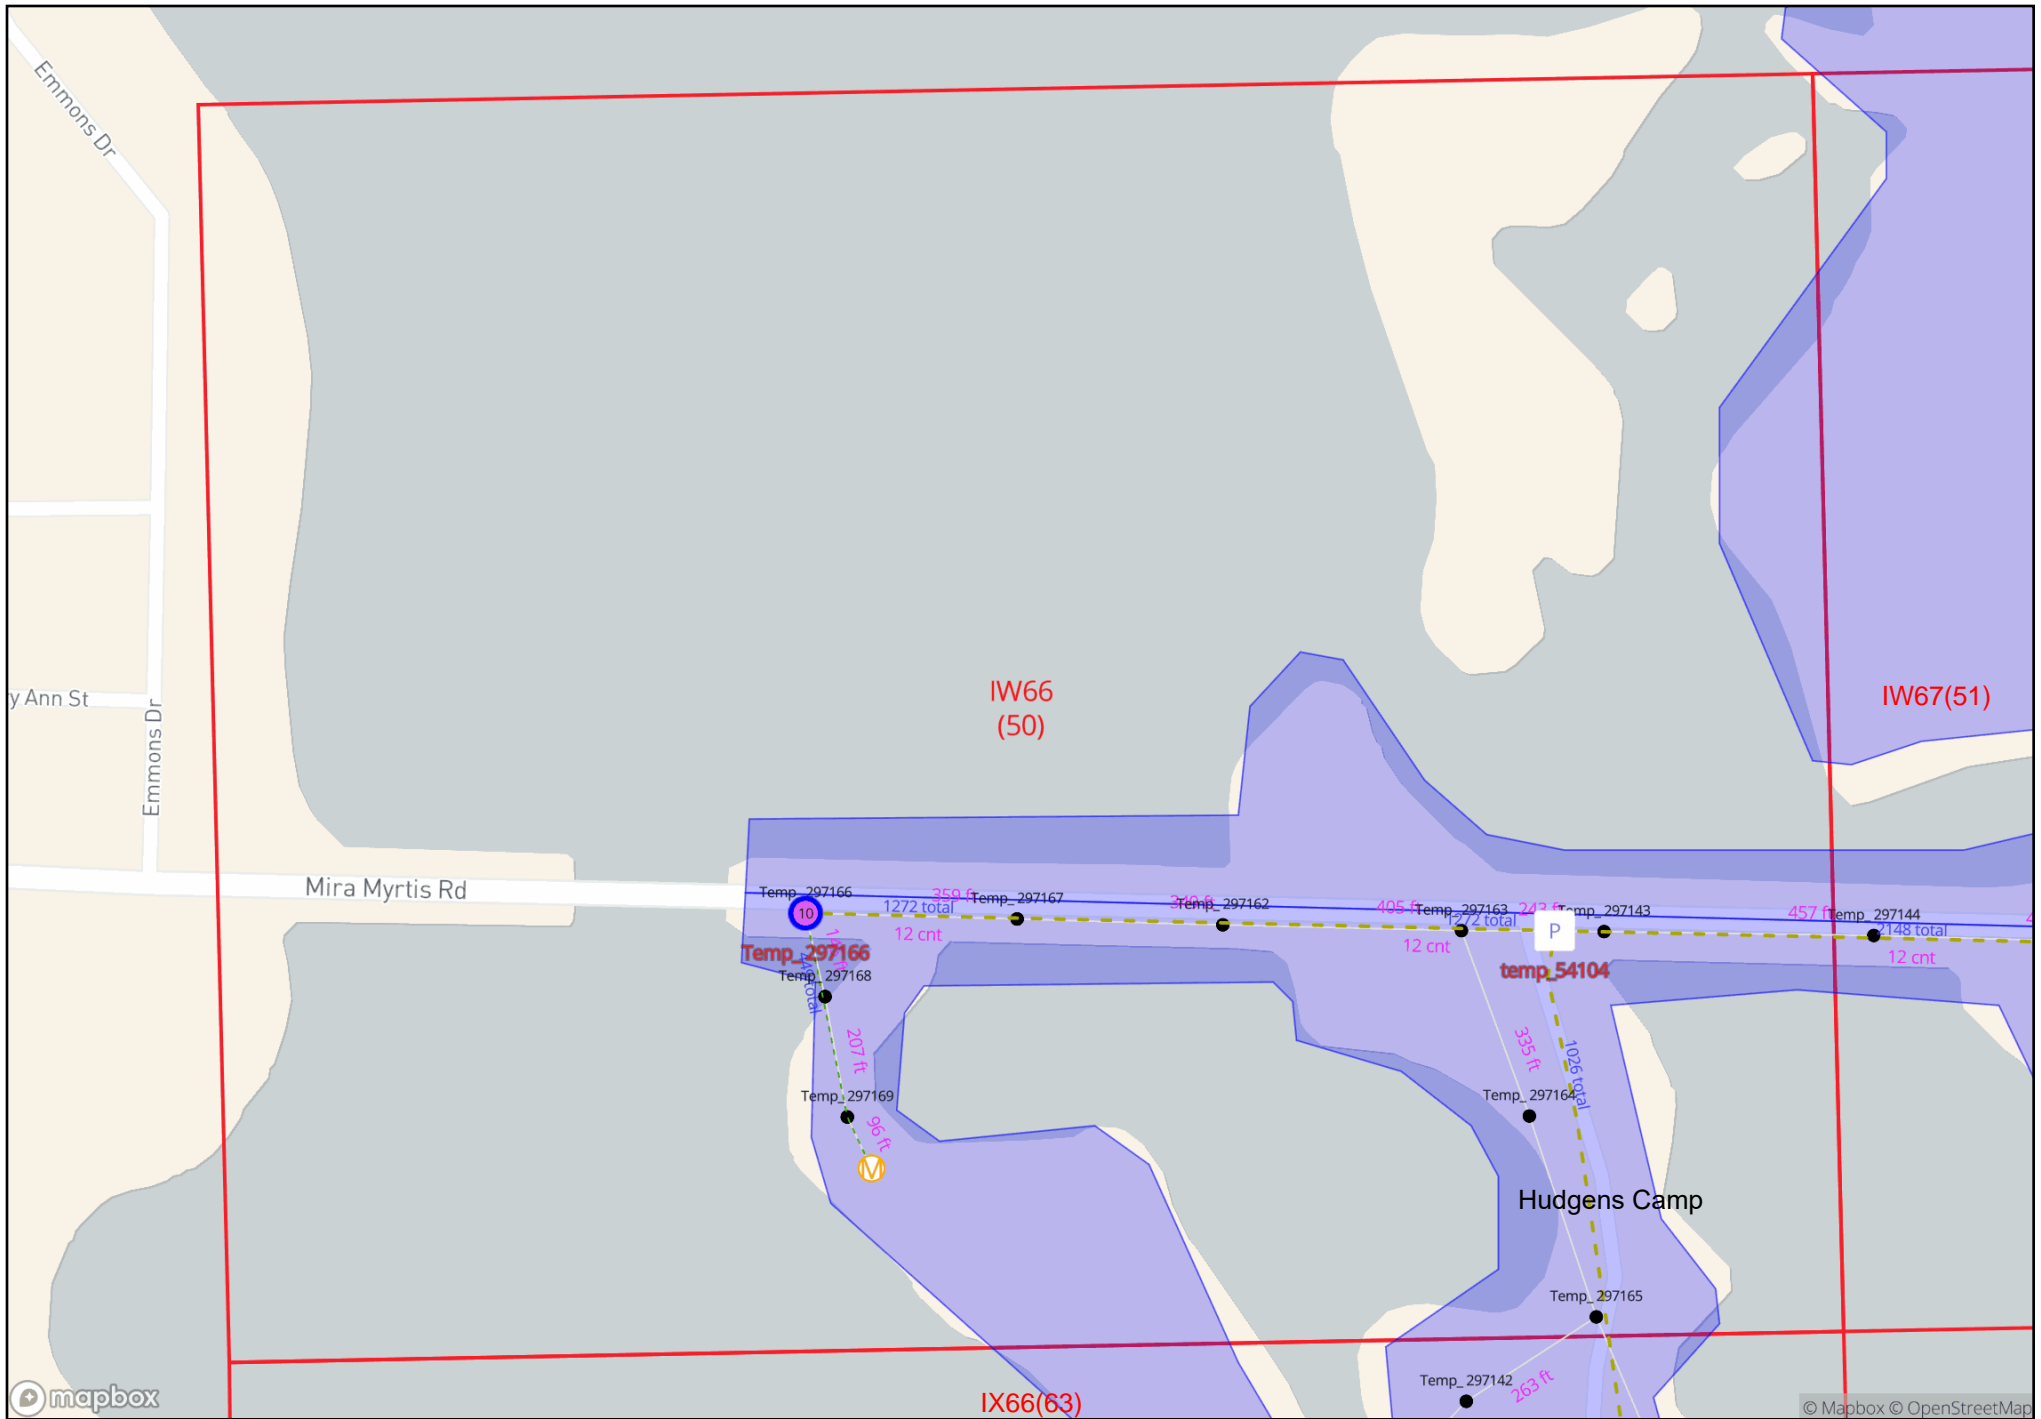 Emmons Dr
IW66
(50)
IW67(51)
y Ann St
Emmons Dr
Mira Myrtis Rd
Temp_297166
359 ft
Temp_297167
1272 total
12 cnt
Temp_297162
405 ft
Temp_297163
243 ft
Temp_297143
12 cnt
P
457 ft
Temp_297144
2148 total
12 cnt
10
Temp_297166
temp_54104
Temp_297168
207 ft
335 ft
1026 total
Temp_297169
96 ft
Temp_297164
M
Hudgens Camp
Temp_297165
Temp_297142
263 ft
IX66(63)
mapbox
© Mapbox © OpenStreetMap